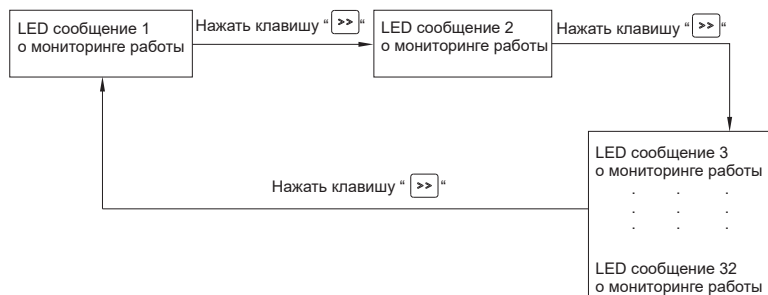 LED сообщение 1
о мониторинге работы
Нажать клавишу “ >> “
LED сообщение 2
о мониторинге работы
Нажать клавишу “ >> “
LED сообщение 3
о мониторинге работы
. . .
. . .
. . .
LED сообщение 32
о мониторинге работы
Нажать клавишу “ >> “